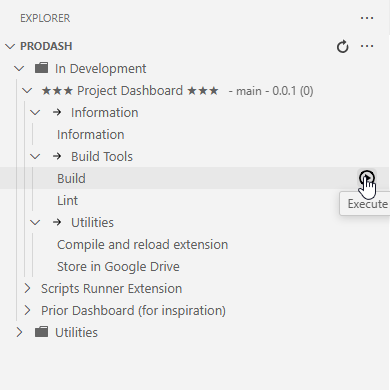 EXPLORER
PRODASH
In Development
★★★ Project Dashboard ★★★ - main - 0.0.1 (0)
→ Information
Information
→ Build Tools
Build
Lint
Execute
→ Utilities
Compile and reload extension
Store in Google Drive
Scripts Runner Extension
Prior Dashboard (for inspiration)
Utilities